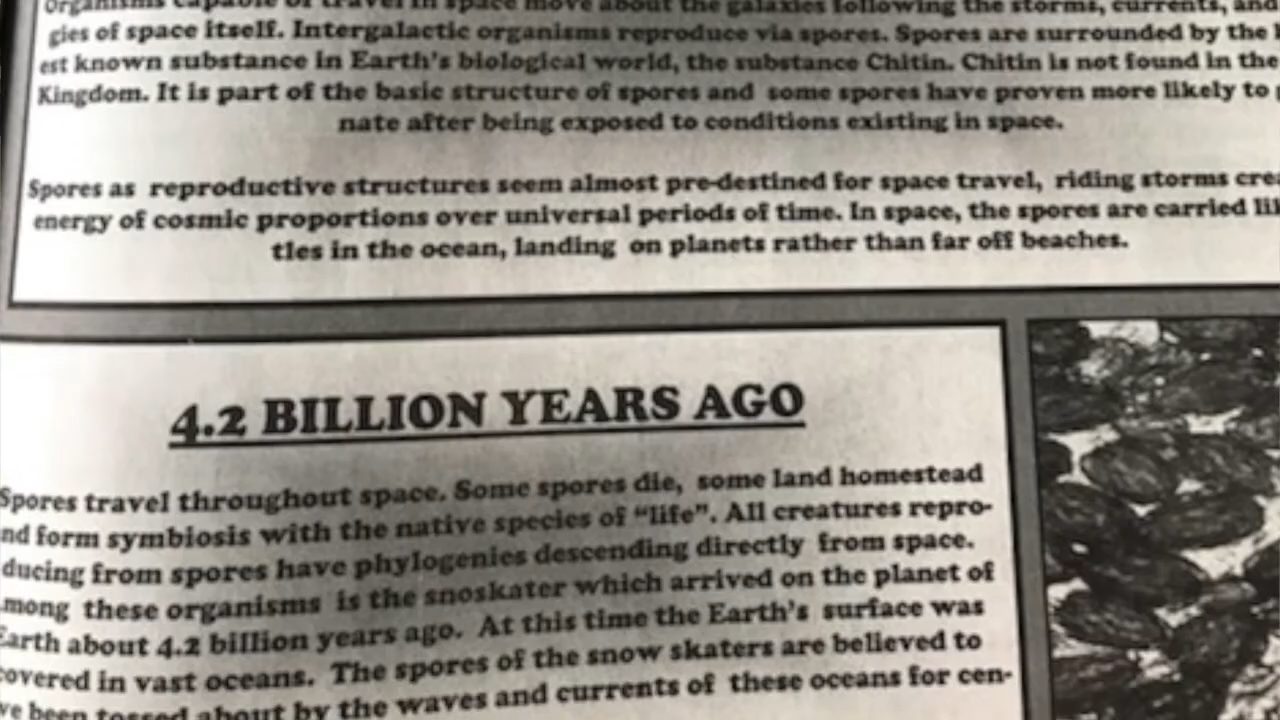 Organisms capable of travel in space move about the galaxies following the storms, currents, and
gies of space itself. Intergalactic organisms reproduce via spores. Spores are surrounded by the
est known substance in Earth's biological world, the substance Chitin. Chitin is not found in the
Kingdom. It is part of the basic structure of spores and some spores have proven more likely to
nate after being exposed to conditions existing in space.
Spores as reproductive structures seem almost pre-destined for space travel, riding storms crea
energy of cosmic proportions over universal periods of time. In space, the spores are carried lik
tles in the ocean, landing on planets rather than far off beaches.
4.2 BILLION YEARS AGO
Spores travel throughout space. Some spores die, some land homestead
nd form symbiosis with the native species of “life”. All creatures repro-
ducing from spores have phylogenies descending directly from space.
mong these organisms is the snoskater which arrived on the planet of
Earth about 4.2 billion years ago. At this time the Earth's surface was
covered in vast oceans. The spores of the snow skaters are believed to
ve been tossed about by the waves and currents of these oceans for cen-